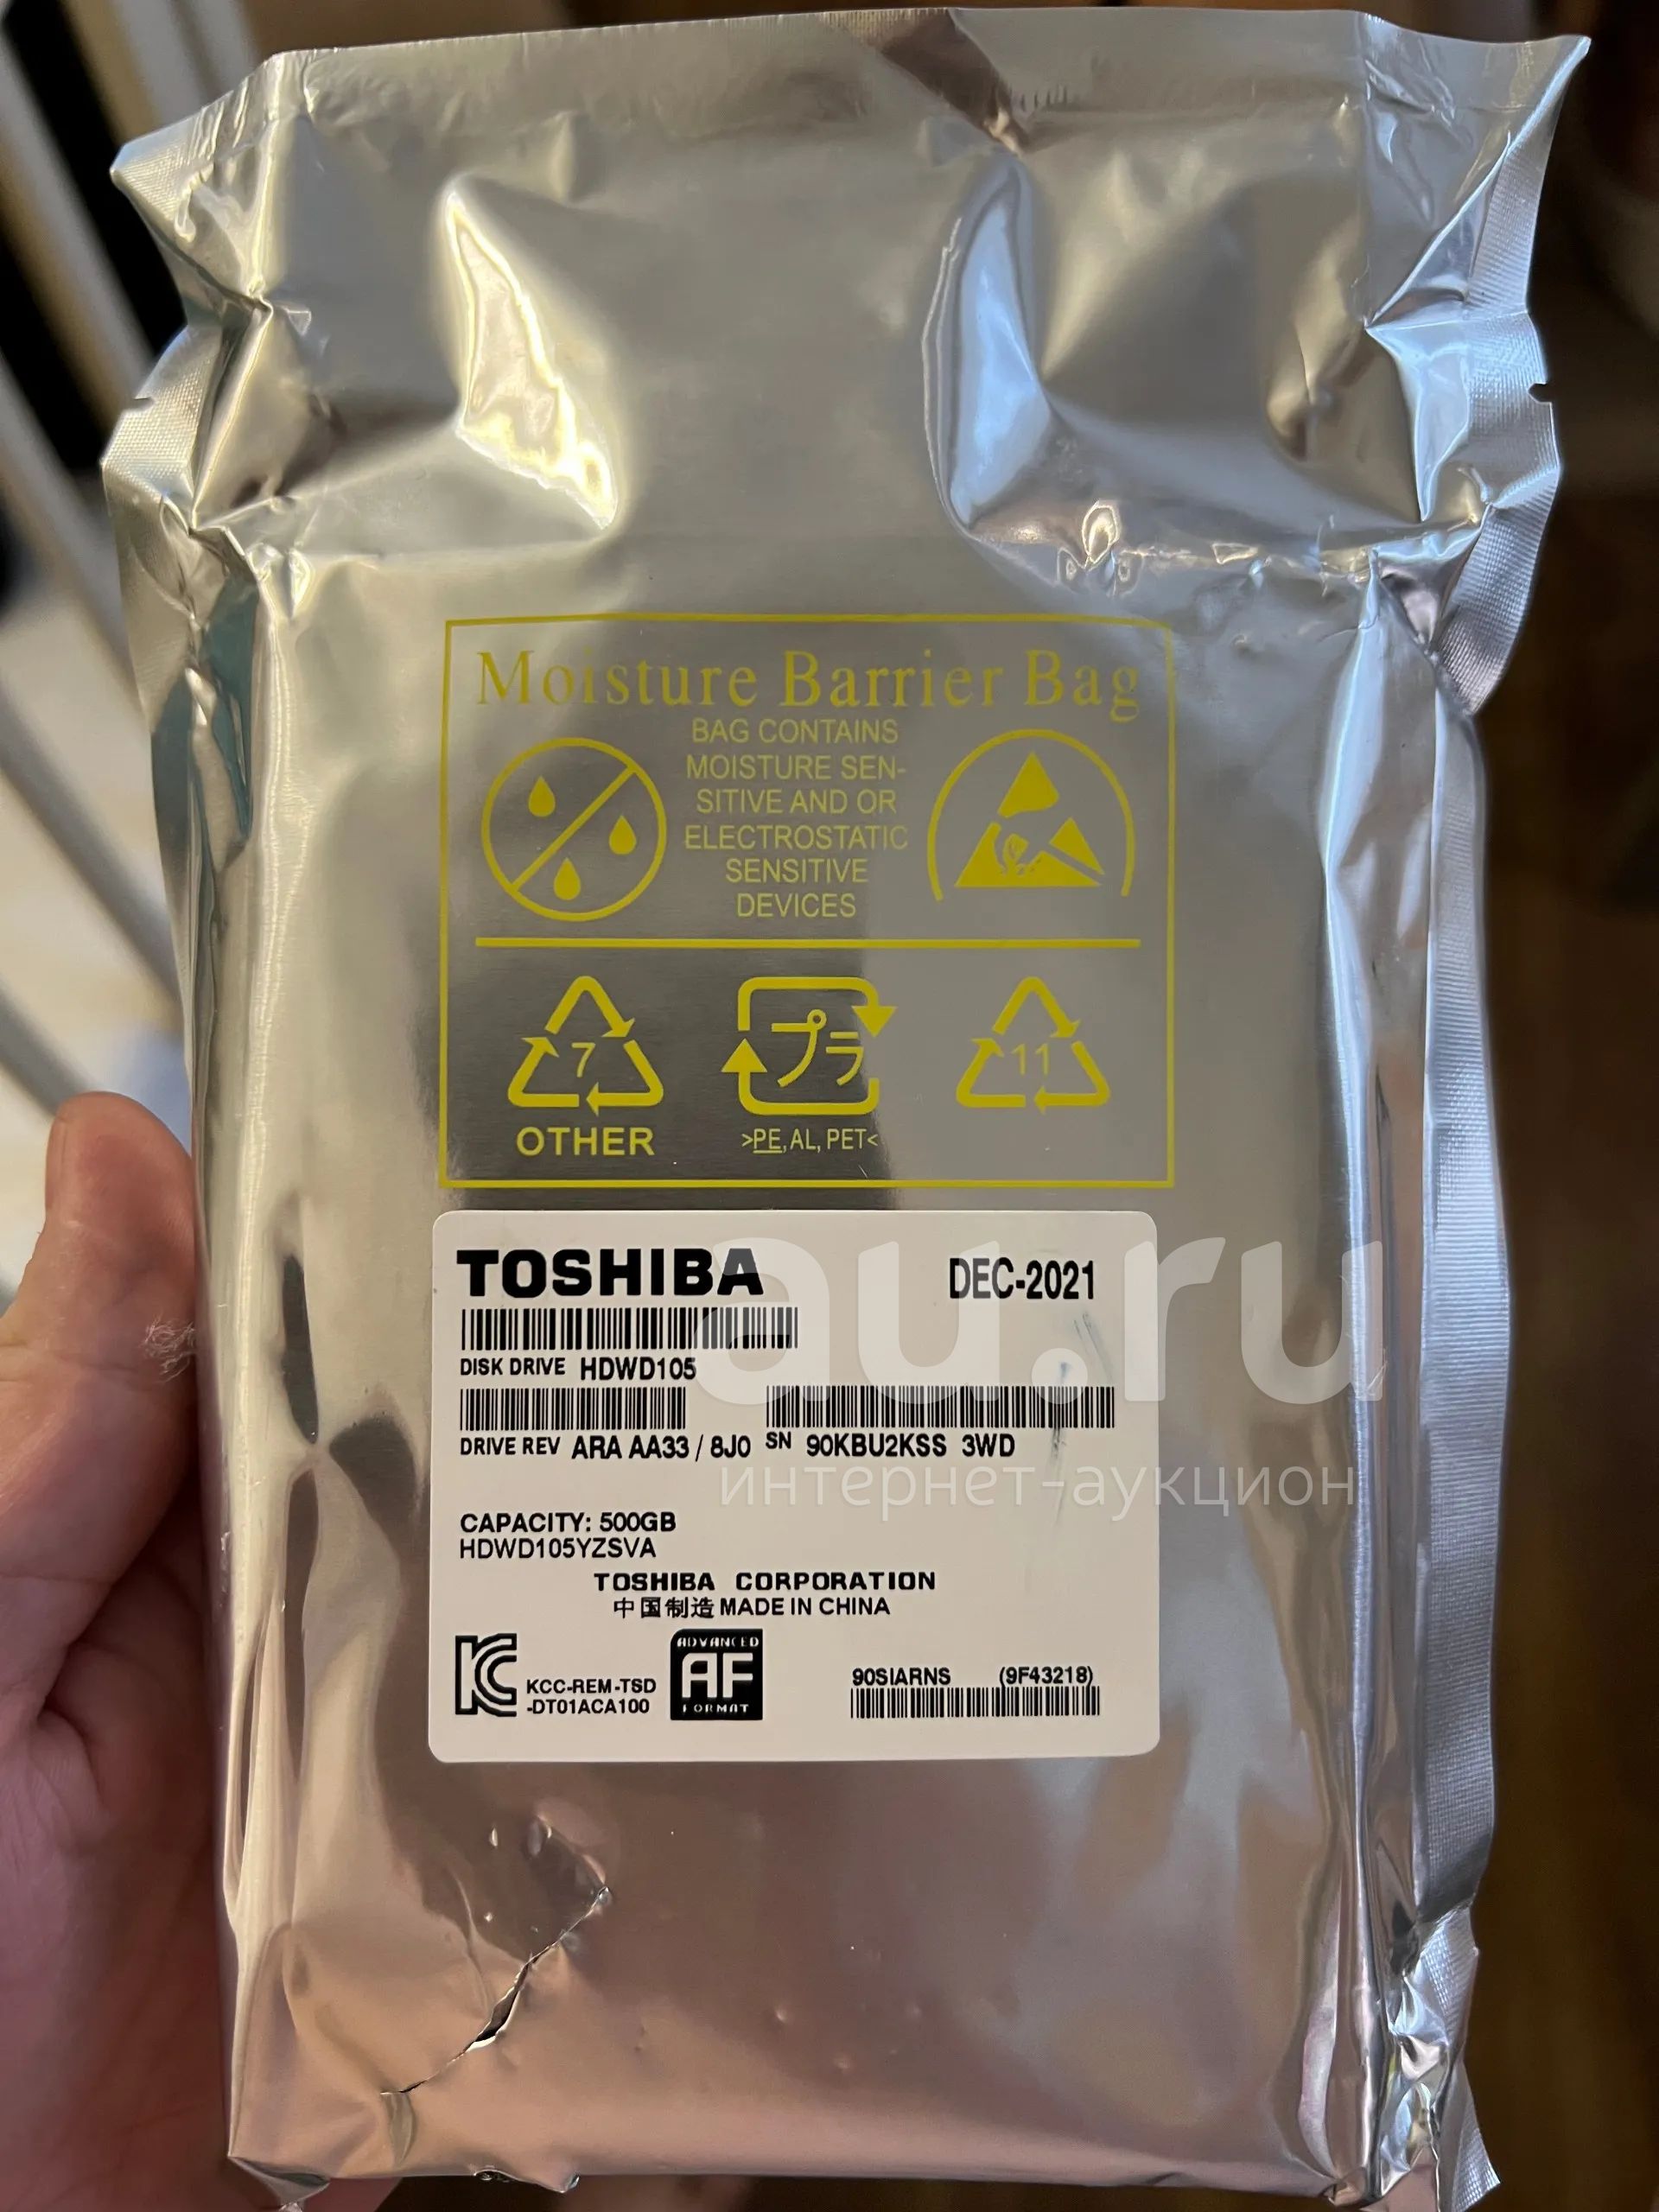 Moisture Barrier Bag
BAG CONTAINS
MOISTURE SEN-
SITIVE AND OR
ELECTROSTATIC
SENSITIVE
DEVICES
7
プラ
11
OTHER
>PE, AL, PET<
TOSHIBA
DEC-2021
DISK DRIVE HDWD105
DRIVE REV ARA AA33 / 8J0 SN 90KBU2KSS 3WD
CAPACITY: 500GB
HDWD105YZSVA
TOSHIBA CORPORATION
中国制造 MADE IN CHINA
KCC-REM-TSD
-DT01ACA100
ADVANCED
AF
FORMAT
90SIARNS (9F43218)
au.ru
интернет-аукцион